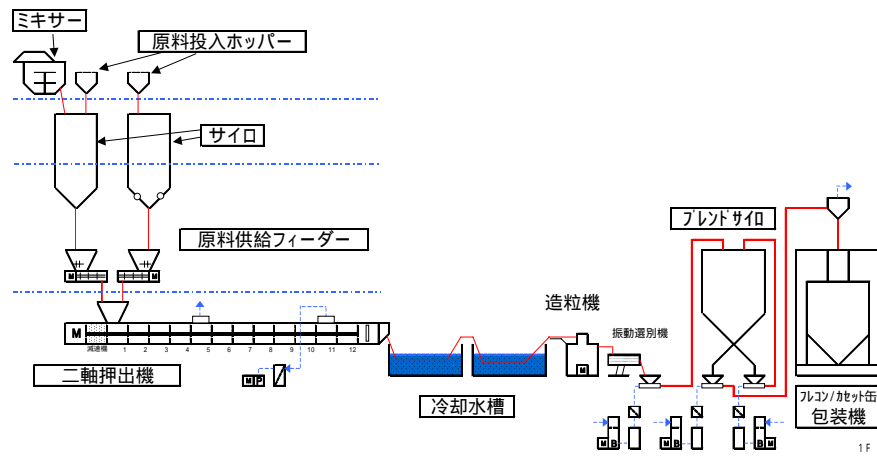 ミキサー
原料投入ホッパー
サイロ
原料供給フィーダー
M
M
M
減速機
1 2 3 4 5 6 7 8 9 10 11 12
二軸押出機
M P
冷却水槽
造粒機
M
振動選別機
ブレンドサイロ
M B
M B
B M
フレコン/カセット缶
包装機
1F